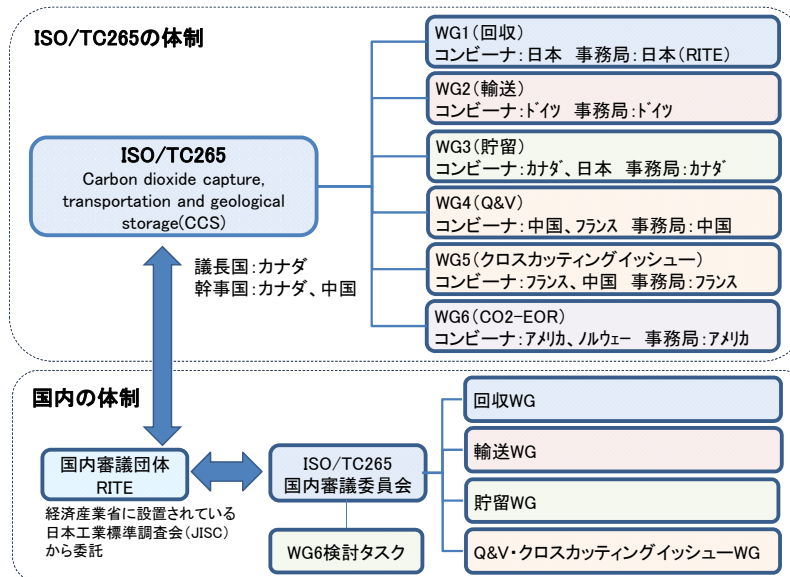 ISO/TC265の体制
WG1(回収)
コンビーナ:日本 事務局:日本(RITE)
WG2(輸送)
コンビーナ:ドイツ 事務局:ドイツ
WG3(貯留)
コンビーナ:カナダ、日本 事務局:カナダ
WG4(Q&V)
コンビーナ:中国、フランス 事務局:中国
WG5(クロスカッティングイッシュー)
コンビーナ:フランス、中国 事務局:フランス
WG6(CO2-EOR)
コンビーナ:アメリカ、ノルウェー 事務局:アメリカ
ISO/TC265
Carbon dioxide capture,
transportation and geological
storage(CCS)
議長国:カナダ
幹事国:カナダ、中国
国内の体制
国内審議団体
RITE
経済産業省に設置されている
日本工業標準調査会(JISC)
から委託
ISO/TC265
国内審議委員会
WG6検討タスク
回収WG
輸送WG
貯留WG
Q&V・クロスカッティングイッシューWG